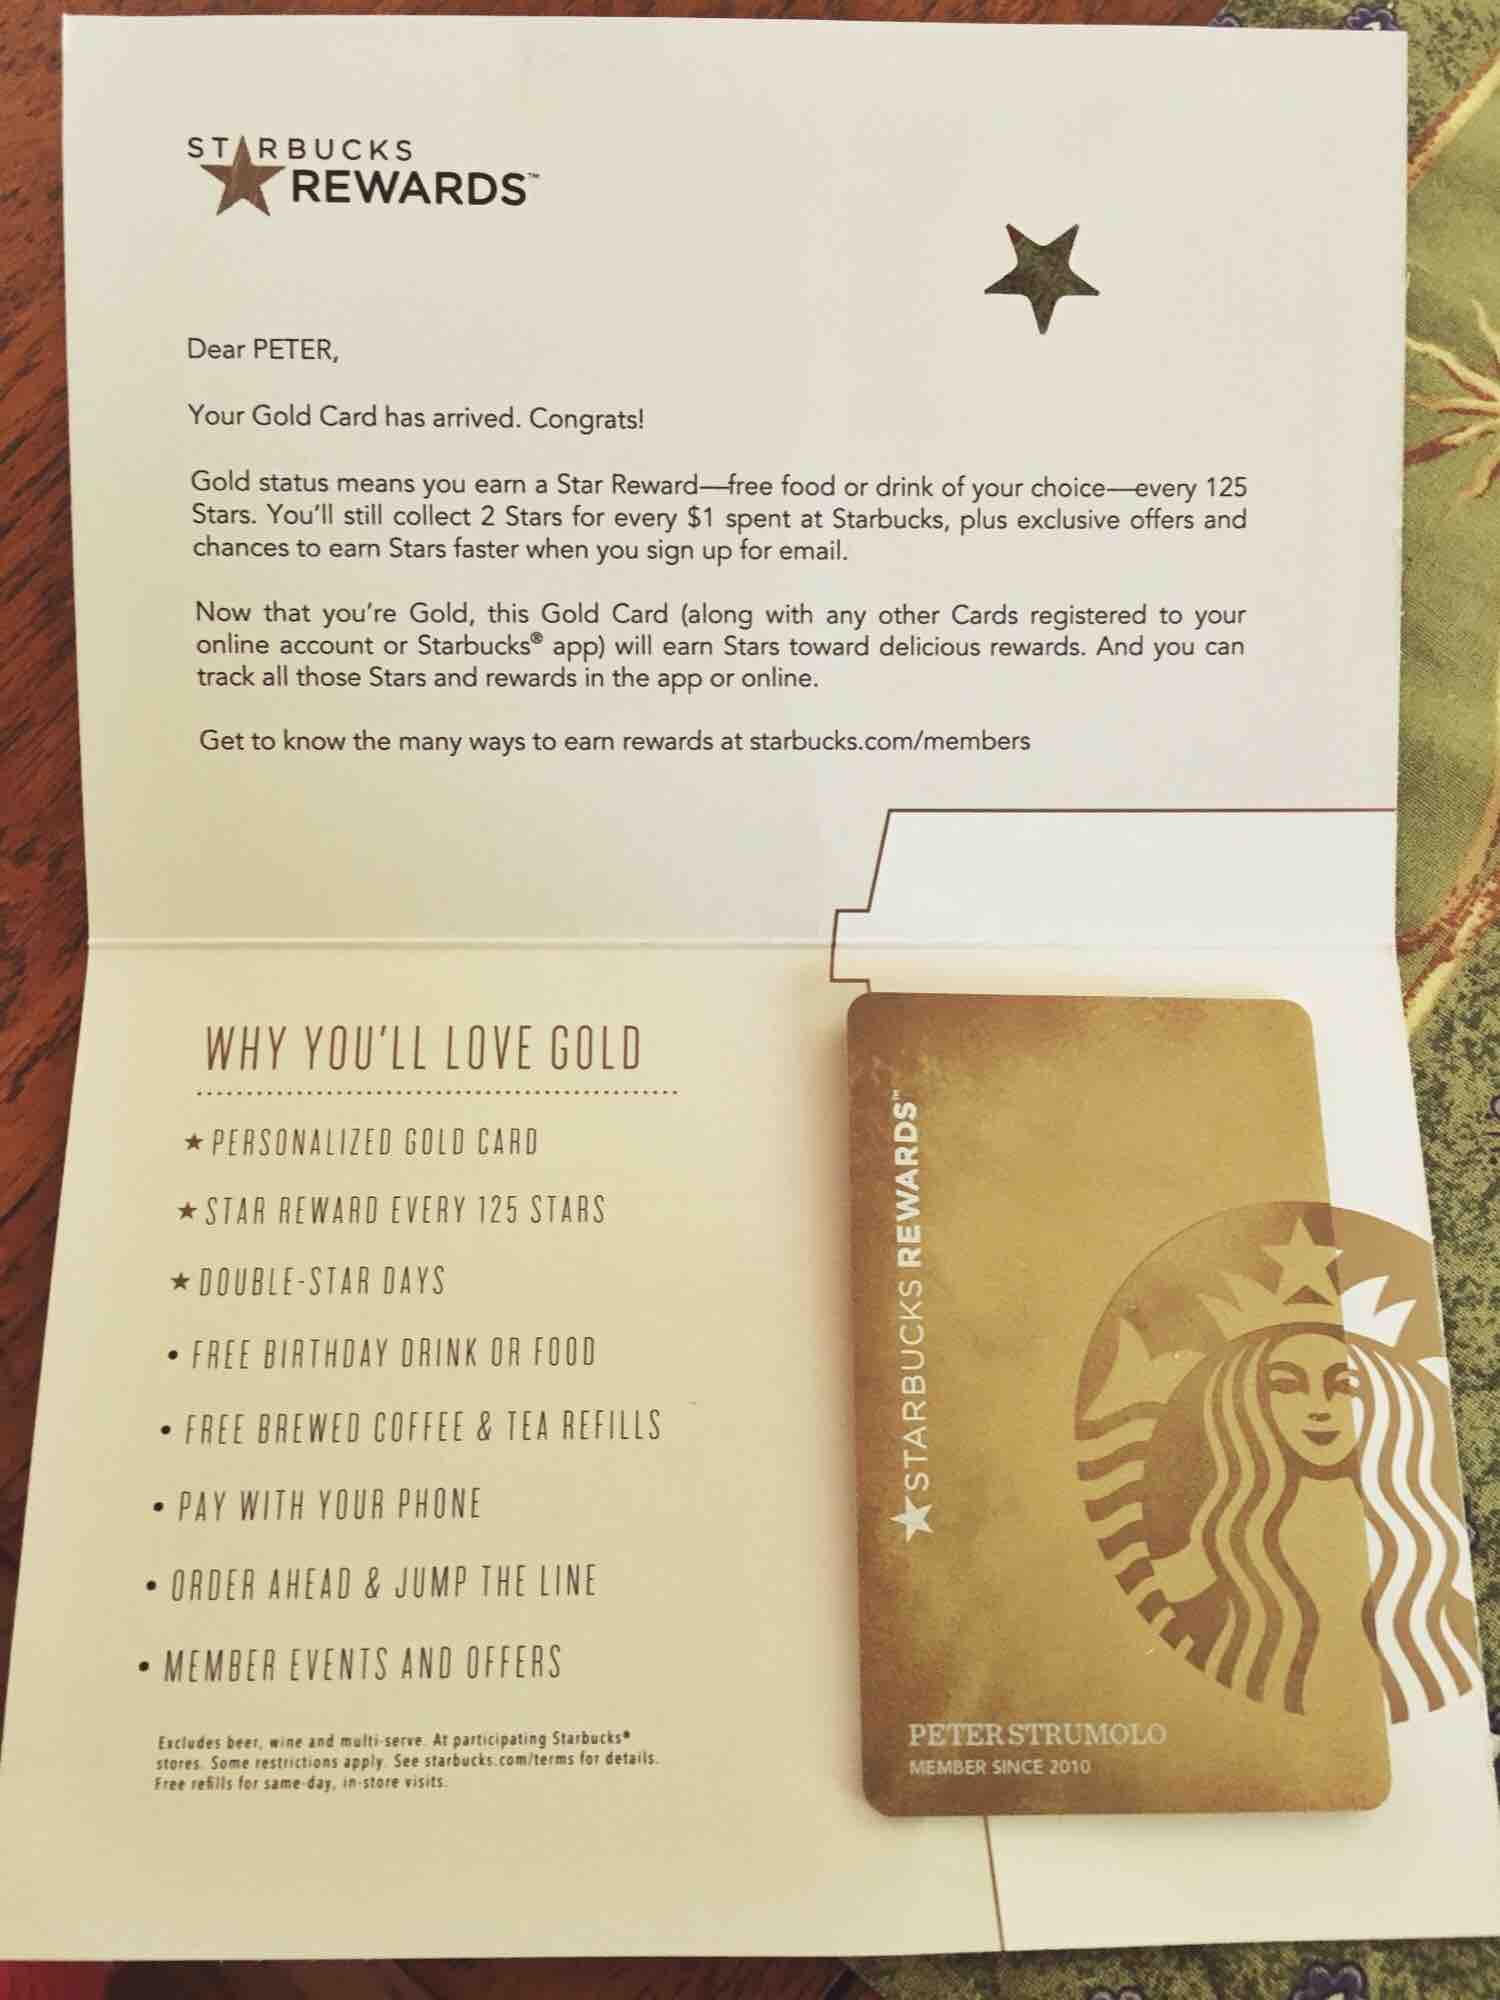 STARBUCKS
REWARDS™
Dear PETER,
Your Gold Card has arrived. Congrats!
Gold status means you earn a Star Reward—free food or drink of your choice—every 125
Stars. You'll still collect 2 Stars for every $1 spent at Starbucks, plus exclusive offers and
chances to earn Stars faster when you sign up for email.
Now that you're Gold, this Gold Card (along with any other Cards registered to your
online account or Starbucks® app) will earn Stars toward delicious rewards. And you can
track all those Stars and rewards in the app or online.
Get to know the many ways to earn rewards at starbucks.com/members
WHY YOU'LL LOVE GOLD
★ PERSONALIZED GOLD CARD
★ STAR REWARD EVERY 125 STARS
★ DOUBLE-STAR DAYS
• FREE BIRTHDAY DRINK OR FOOD
• FREE BREWED COFFEE & TEA REFILLS
• PAY WITH YOUR PHONE
• ORDER AHEAD & JUMP THE LINE
• MEMBER EVENTS AND OFFERS
Excludes beer, wine and multi-serve. At participating Starbucks®
stores. Some restrictions apply. See starbucks.com/terms for details.
Free refills for same-day, in-store visits.
★STARBUCKS REWARDS™
PETER STRUMOLO
MEMBER SINCE 2010